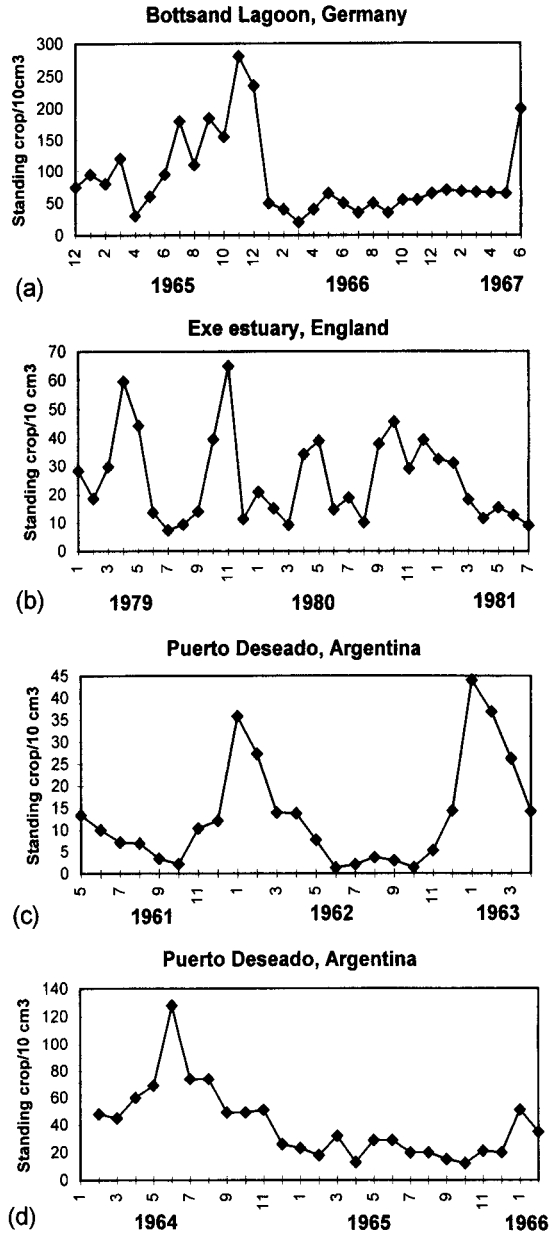 Bottsand Lagoon, Germany
Standing crop/10cm3
300
250
200
150
100
50
0
12 2 4 6 8 10 12 2 4 6 8 10 12 2 4 6
1965 1966 1967
(a)
Exe estuary, England
Standing crop/10 cm3
70
60
50
40
30
20
10
0
1 3 5 7 9 11 1 3 5 7 9 11 1 3 5 7
1979 1980 1981
(b)
Puerto Deseado, Argentina
Standing crop/10 cm3
45
40
35
30
25
20
15
10
5
0
5 7 9 11 1 3 5 7 9 11 1 3
1961 1962 1963
(c)
Puerto Deseado, Argentina
Standing crop/10 cm3
140
120
100
80
60
40
20
0
1 3 5 7 9 11 1 3 5 7 9 11 1
1964 1965 1966
(d)